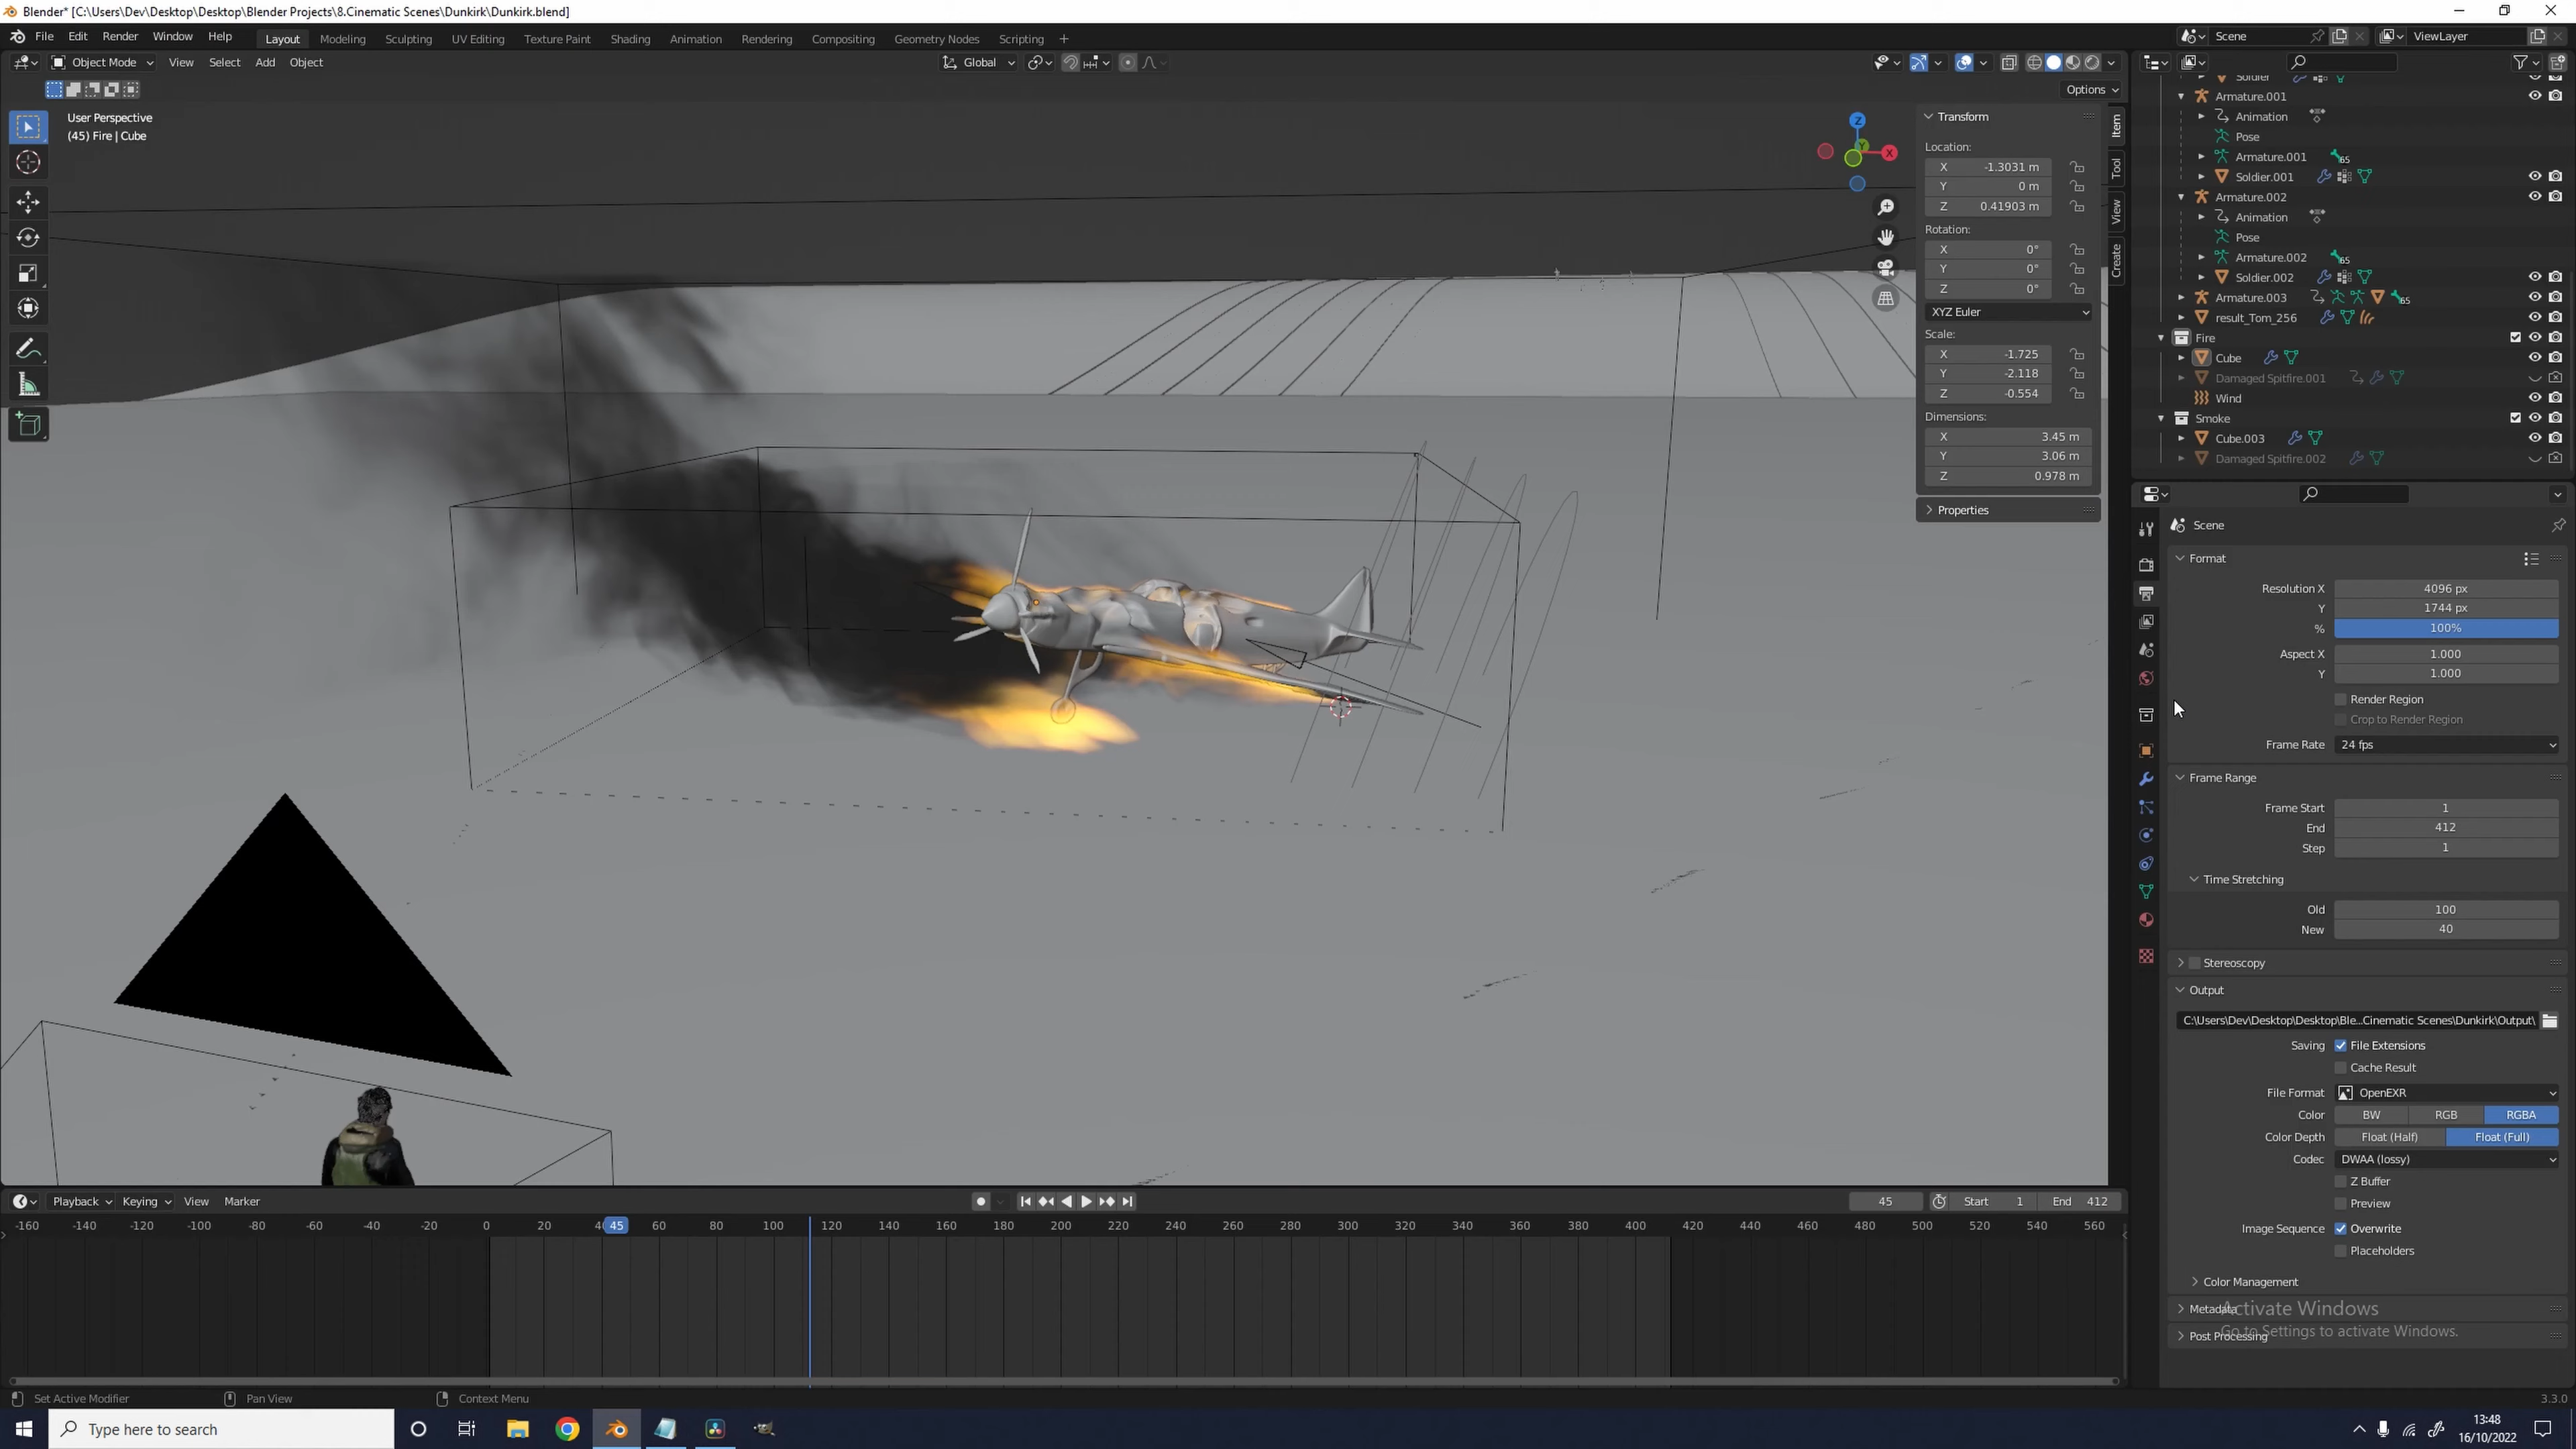 Blender* [C:\Users\Dev\Desktop\Desktop\Blender Projects\8.Cinematic Scenes\Dunkirk\Dunkirk.blend]
File Edit Render Window Help Layout Modeling Sculpting UV Editing Texture Paint Shading Animation Rendering Compositing Geometry Nodes Scripting + Scene ViewLayer
Object Mode View Select Add Object Global
Options
User Perspective
(45) Fire | Cube
Z
X
Y
Transform
Location:
X -1.3031 m
Y 0 m
Z 0.41903 m
Rotation:
X 0°
Y 0°
Z 0°
XYZ Euler
Scale:
X -1.725
Y -2.118
Z -0.554
Dimensions:
X 3.45 m
Y 3.06 m
Z 0.978 m
Properties
Item
Tool
View
Create
Soldier
Armature.001
Animation
Pose
Armature.001 65
Soldier.001
Armature.002
Animation
Pose
Armature.002 65
Soldier.002
Armature.003 65
result_Tom_256
Fire
Cube
Damaged Spitfire.001
Wind
Smoke
Cube.003
Damaged Spitfire.002
Scene
Format
Resolution X 4096 px
Y 1744 px
% 100%
Aspect X 1.000
Y 1.000
Render Region
Crop to Render Region
Frame Rate 24 fps
Frame Range
Frame Start 1
End 412
Step 1
Time Stretching
Old 100
New 40
Stereoscopy
Output
C:\Users\Dev\Desktop\Desktop\Ble...Cinematic Scenes\Dunkirk\Output\
Saving File Extensions
Cache Result
File Format OpenEXR
Color BW RGB RGBA
Color Depth Float (Half) Float (Full)
Codec DWAA (lossy)
Z Buffer
Preview
Image Sequence Overwrite
Placeholders
Color Management
Metadata
Activate Windows
Post Processing
Go to Settings to activate Windows.
Playback Keying View Marker 45 Start 1 End 412
-160 -140 -120 -100 -80 -60 -40 -20 0 20 45 60 80 100 120 140 160 180 200 220 240 260 280 300 320 340 360 380 400 420 440 460 480 500 520 540 560
Set Active Modifier Pan View Context Menu 3.3.0
Type here to search
13:48
16/10/2022